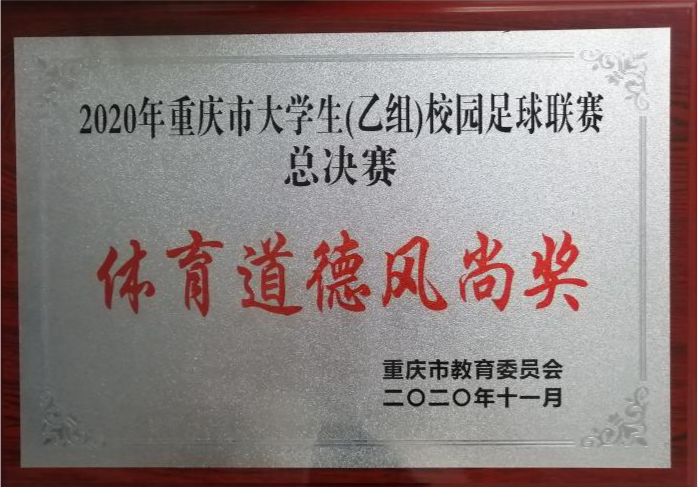 2020年重庆市大学生(乙组)校园足球联赛
总决赛
体育道德风尚奖
重庆市教育委员会
二〇二〇年十一月